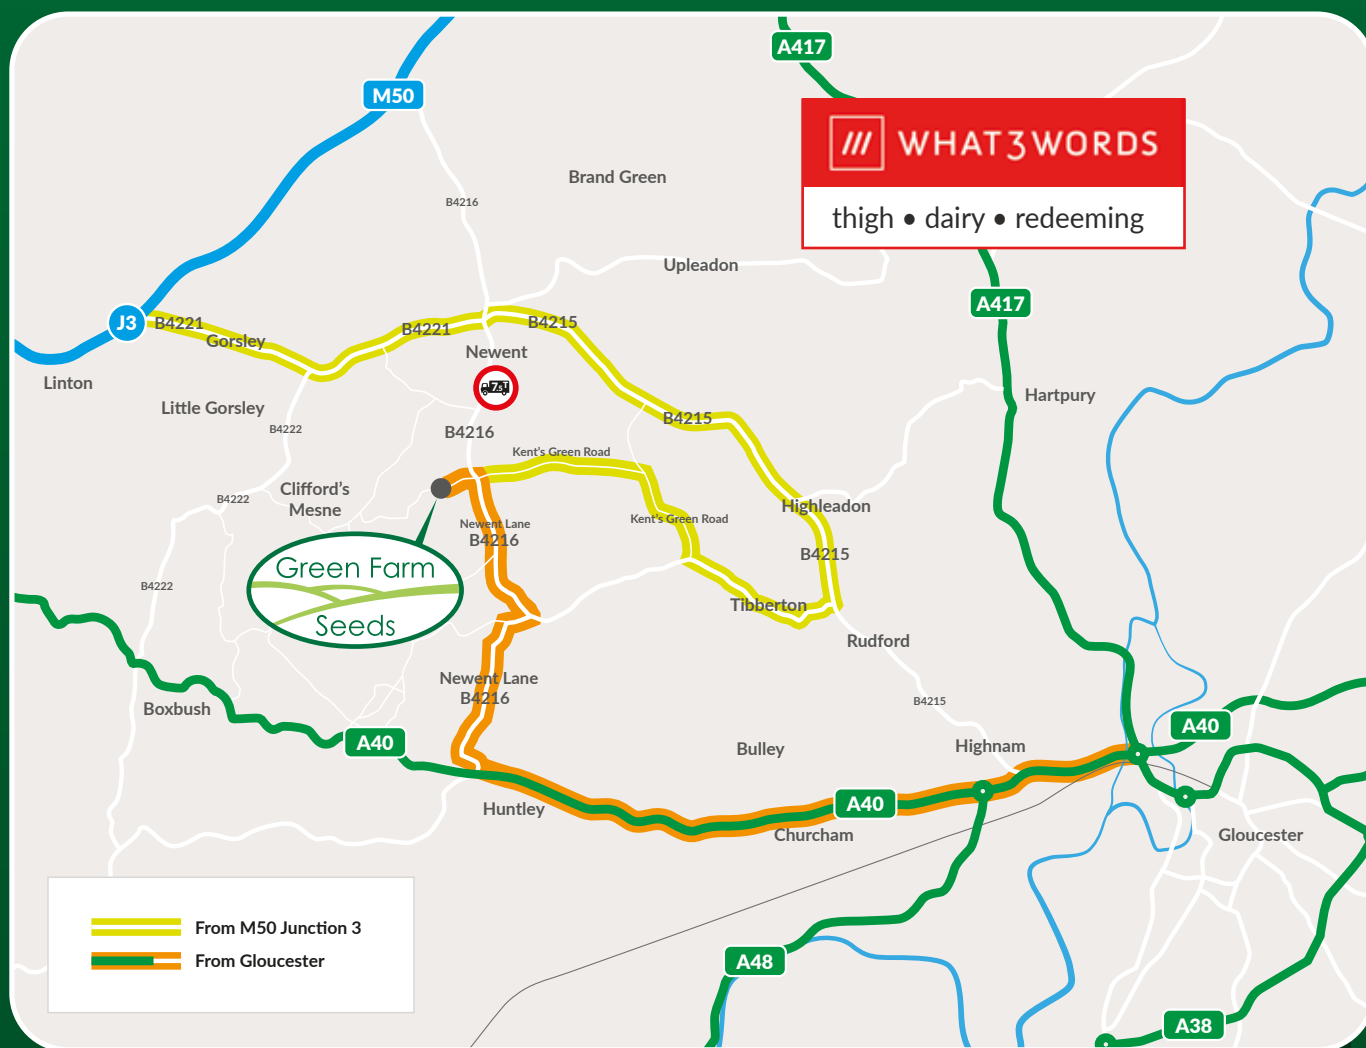 A417
M50
WHAT3WORDS
thigh • dairy • redeeming
Brand Green
B4216
Upleadon
A417
J3
B4221
Gorsley
B4221
B4215
Newent
7.5T
Linton
Little Gorsley
B4222
B4216
B4215
Hartpury
Kent's Green Road
Clifford's
Mesne
B4222
Highleadon
Newent Lane
B4216
Kent's Green Road
B4215
Green Farm
Seeds
B4222
Tibberton
Rudford
Newent Lane
B4216
B4215
Boxbush
A40
Bulley
Highnam
A40
Huntley
A40
Churcham
Gloucester
From M50 Junction 3
From Gloucester
A48
A38